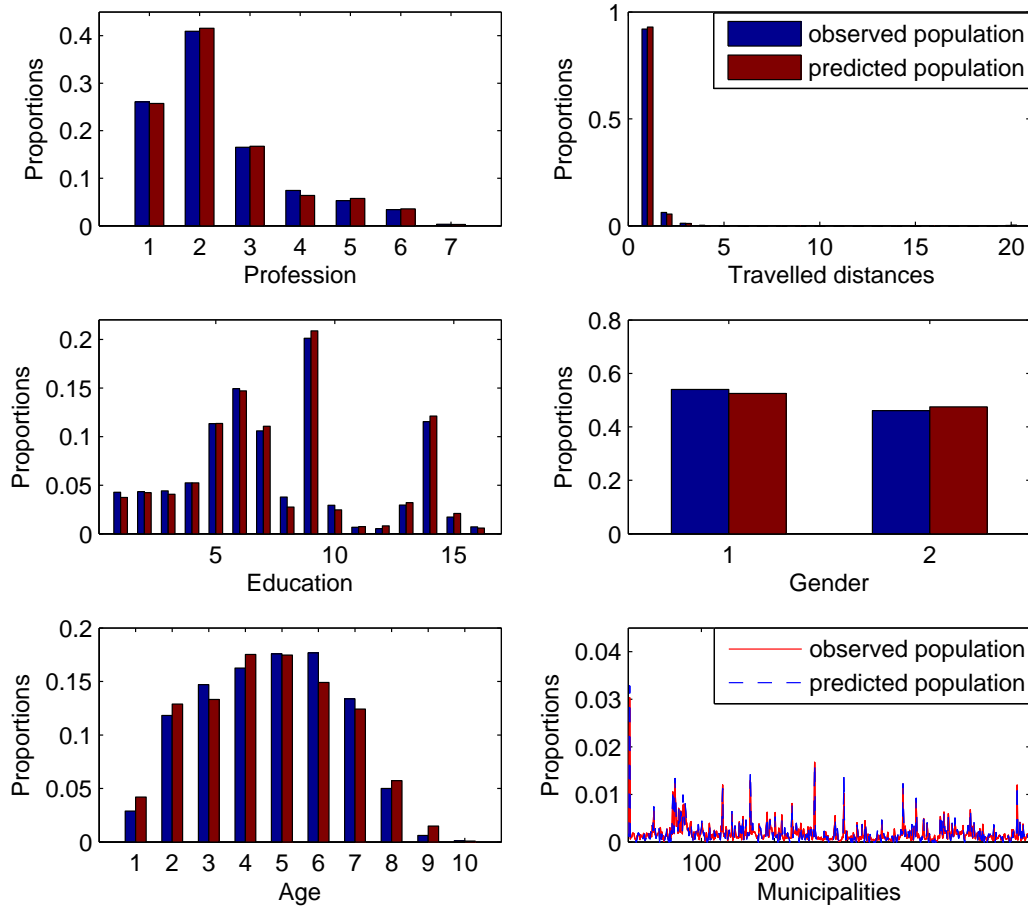 0.4
0.3
0.2
0.1
0
Proportions
1 2 3 4 5 6 7
Profession
1
0.5
0
Proportions
observed population
predicted population
0 5 10 15 20
Travelled distances
0.2
0.15
0.1
0.05
0
Proportions
5 10 15
Education
0.8
0.6
0.4
0.2
0
Proportions
1 2
Gender
0.2
0.15
0.1
0.05
0
Proportions
1 2 3 4 5 6 7 8 9 10
Age
0.04
0.03
0.02
0.01
0
Proportions
observed population
predicted population
100 200 300 400 500
Municipalities